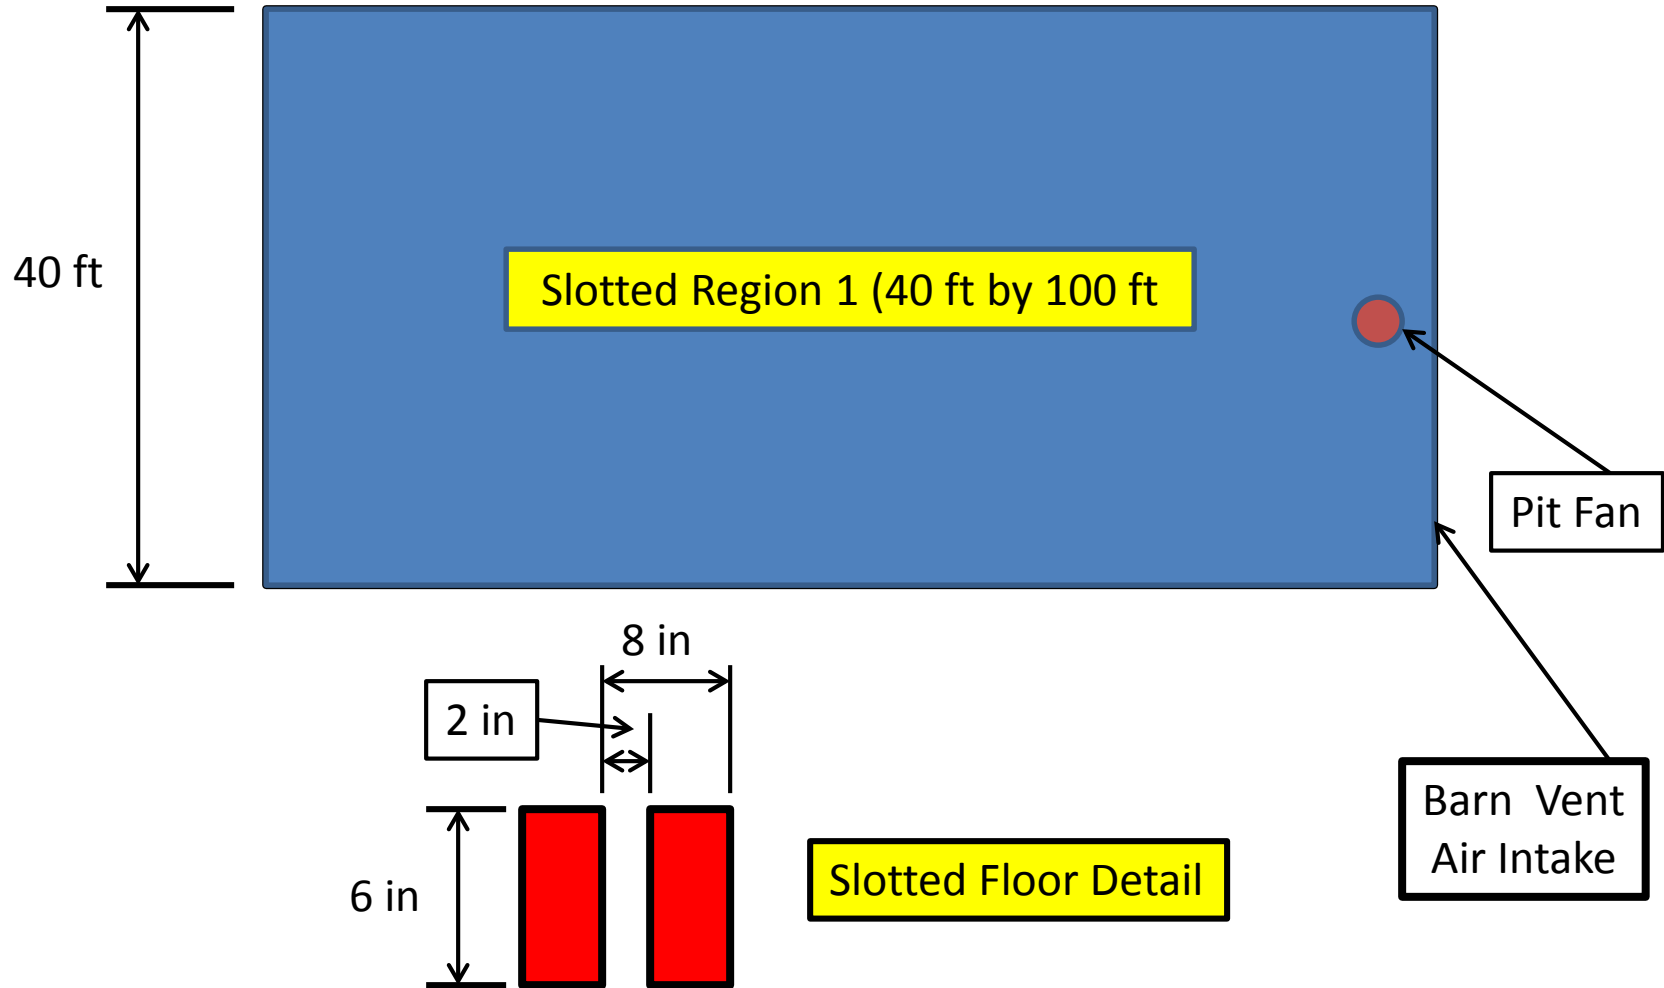 40 ft
Slotted Region 1 (40 ft by 100 ft
Pit Fan
8 in
2 in
Barn Vent
Air Intake
6 in
Slotted Floor Detail